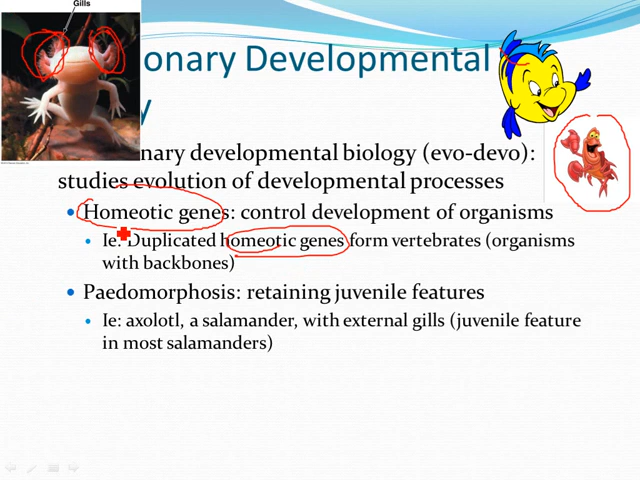 Gills
onary Developmental
y
nary developmental biology (evo-devo):
studies evolution of developmental processes
Homeotic genes: control development of organisms
Ie: Duplicated homeotic genes form vertebrates (organisms
with backbones)
Paedomorphosis: retaining juvenile features
Ie: axolotl, a salamander, with external gills (juvenile feature
in most salamanders)